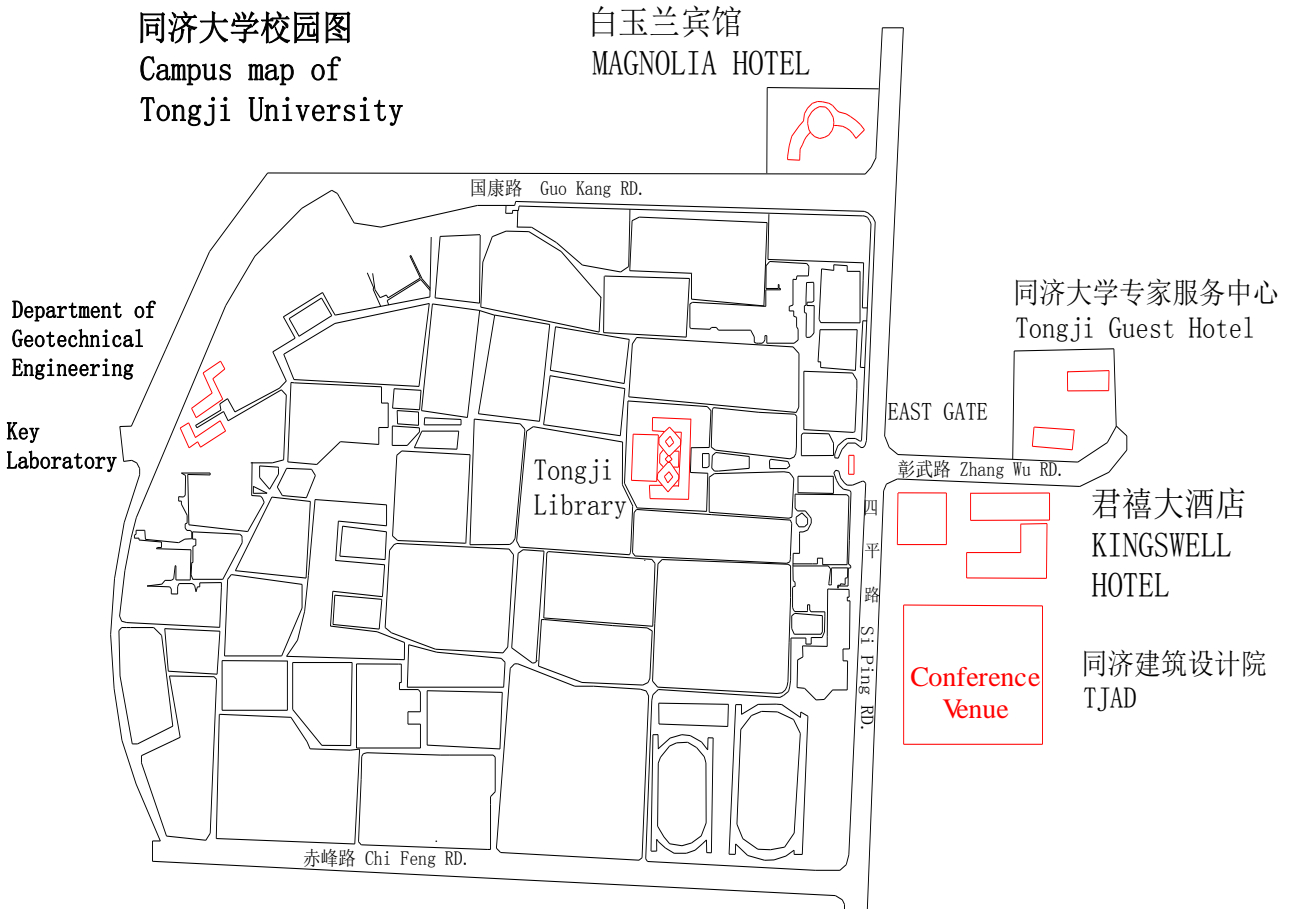 同济大学校园图
Campus map of
Tongji University
白玉兰宾馆
MAGNOLIA HOTEL
国康路 Guo Kang RD.
同济大学专家服务中心
Tongji Guest Hotel
Department of
Geotechnical
Engineering
Key
Laboratory
EAST GATE
彰武路 Zhang Wu RD.
Tongji
Library
四平路 Si Ping RD.
君禧大酒店
KINGSWELL
HOTEL
Conference
Venue
同济建筑设计院
TJAD
赤峰路 Chi Feng RD.